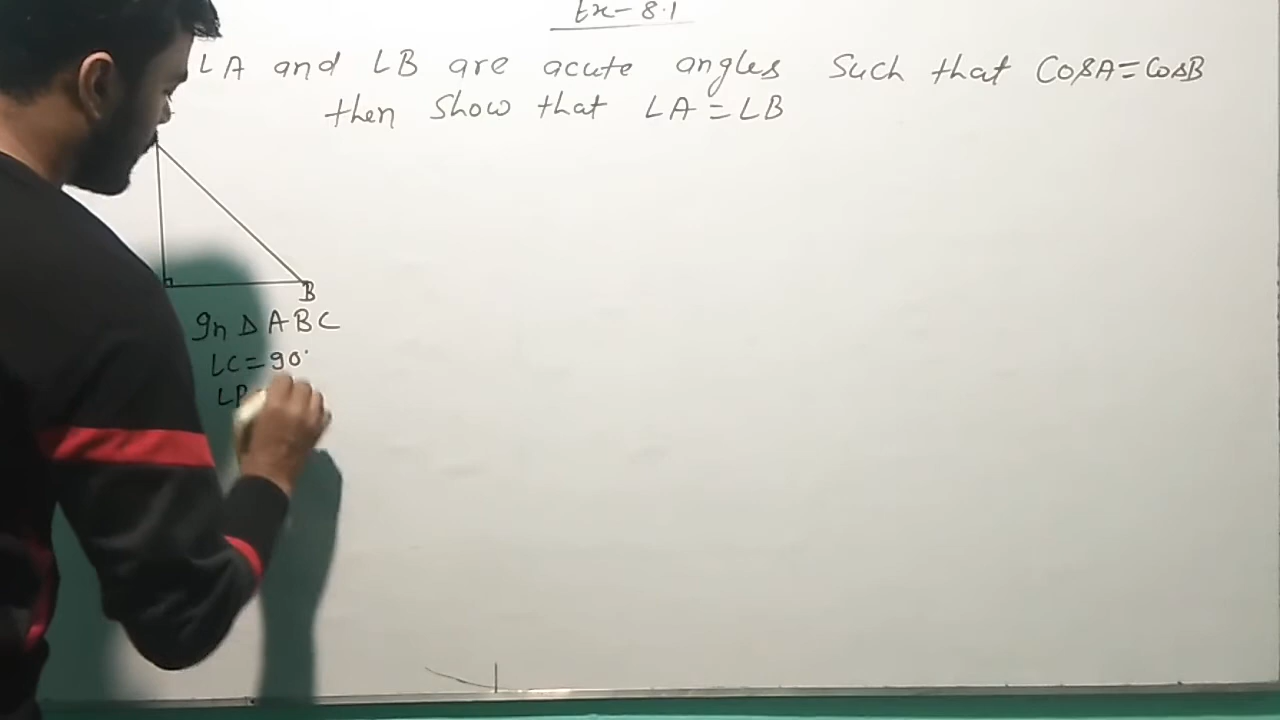 Ex-8.1
∠A and ∠B are acute angles Such that CosA=CosB
then Show that ∠A=∠B
B
In Δ ABC
∠C=90°